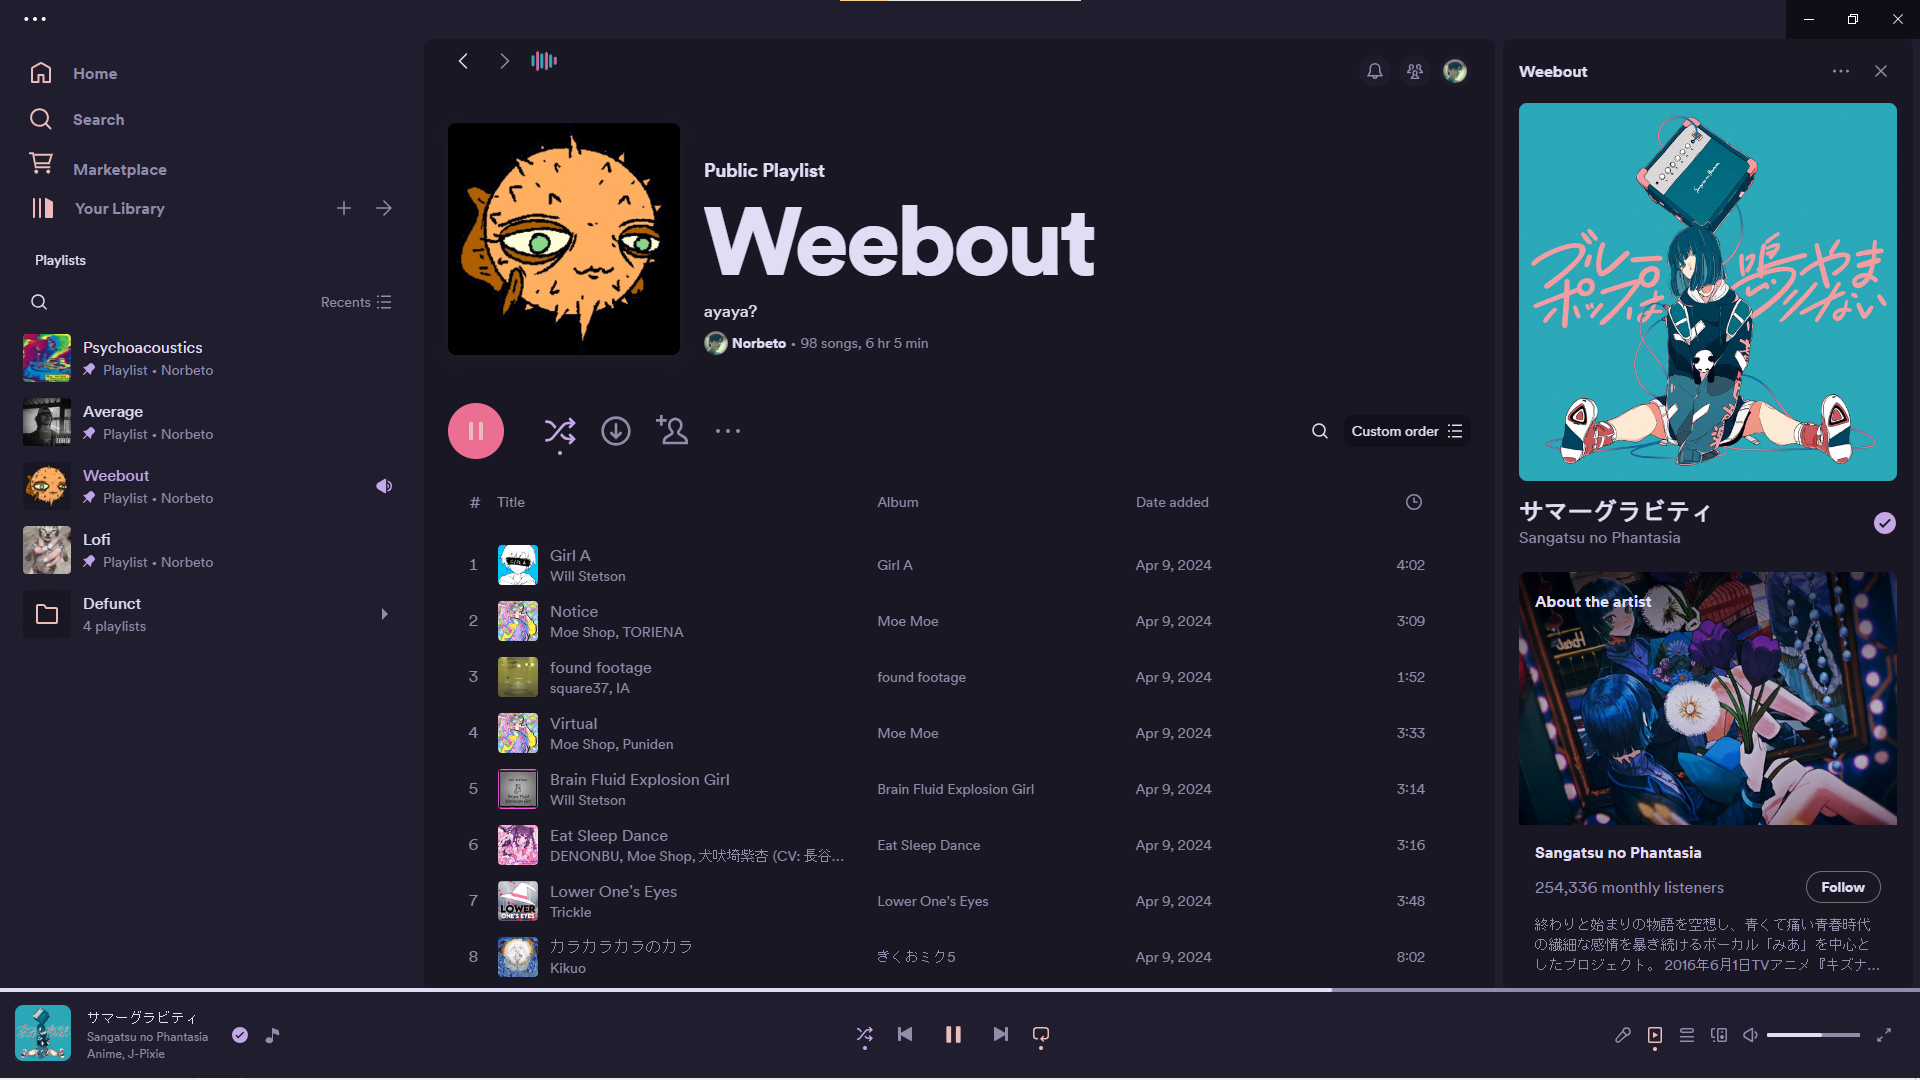 Home
Search
Marketplace
Your Library
Playlists
Recents
Psychoacoustics
Playlist • Norbeto
Average
Playlist • Norbeto
Weebout
Playlist • Norbeto
Lofi
Playlist • Norbeto
Defunct
4 playlists
Public Playlist
Weebout
ayaya?
Norbeto • 98 songs, 6 hr 5 min
Custom order
# Title Album Date added
1 Girl A Girl A Apr 9, 2024 4:02
Will Stetson
2 Notice Moe Moe Apr 9, 2024 3:09
Moe Shop, TORIENA
3 found footage found footage Apr 9, 2024 1:52
square37, IA
4 Virtual Moe Moe Apr 9, 2024 3:33
Moe Shop, Puniden
5 Brain Fluid Explosion Girl Brain Fluid Explosion Girl Apr 9, 2024 3:14
Will Stetson
6 Eat Sleep Dance Eat Sleep Dance Apr 9, 2024 3:16
DENONBU, Moe Shop, 犬吠埼紫杏 (CV: 長谷...
7 Lower One's Eyes Lower One's Eyes Apr 9, 2024 3:48
Trickle
LOWER
ONE'S EYES
8 カラカラカラのカラ きくおミク5 Apr 9, 2024 8:02
Kikuo
Weebout
ブルーポップは鳴りやまない
サマーグラビティ
Sangatsu no Phantasia
About the artist
Sangatsu no Phantasia
254,336 monthly listeners
Follow
終わりと始まりの物語を空想し、青くて痛い青春時代
の繊細な感情を暴き続けるボーカル「みあ」を中心と
したプロジェクト。 2016年6月1日TVアニメ『キズナ...
サマーグラビティ
Sangatsu no Phantasia
Anime, J-Pixie